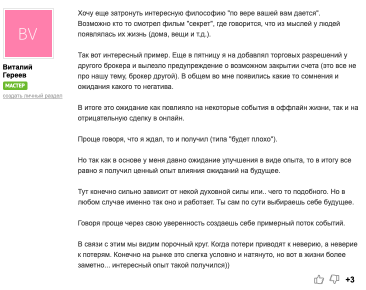 BV
Виталий
Гереев
МАСТЕР
создать личный раздел
Хочу еще затронуть интересную философию "по вере вашей вам дается".
Возможно кто то смотрел фильм "секрет", где говорится, что из мыслей у людей
появлялась их жизнь (дома, вещи и т.д.).
Так вот интересный пример. Еще в пятницу я на добавлял торговых разрешений у
другого брокера и вылезло предупреждение о возможном закрытии счета (это все не
про нашу тему, брокер другой). В общем во мне появились какие то сомнения и
ожидания какого то негатива.
В итоге это ожидание как повлияло на некоторые события в оффлайн жизни, так и на
отрицательную сделку в онлайн.
Проще говоря, что я ждал, то и получил (типа "будет плохо").
Но так как в основе у меня давно ожидание улучшения в виде опыта, то в итоге все
равно я получил ценный опыт влияния ожиданий на будущее.
Тут конечно сильно зависит от некой духовной силы или.. чего то подобного. Но в
любом случае именно так оно и работает. Ты сам по сути выбираешь себе будущее.
Говоря проще через свою уверенность создаешь себе примерный поток событий.
В связи с этим мы видим порочный круг. Когда потери приводят к неверию, а неверие
к потерям. Конечно на рынке это слегка условно и натянуто, но вот в жизни более
заметно... интересный опыт такой получился))
+3